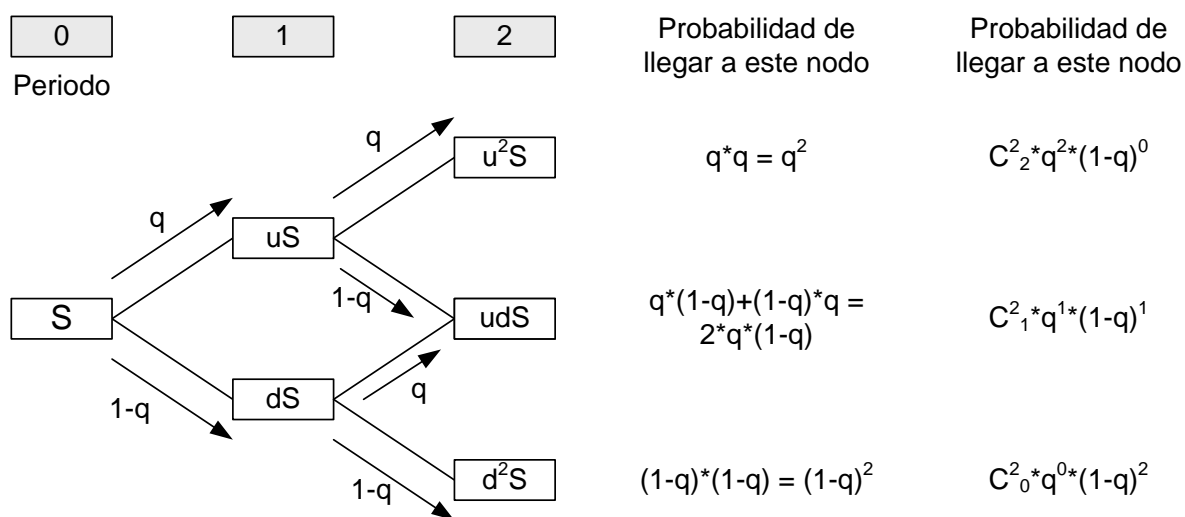 0 1 2 Probabilidad de Probabilidad de
llegar a este nodo llegar a este nodo
Periodo
q u²S q*q = q² C²₂*q²*(1-q)⁰
q uS
1-q
S udS q*(1-q)+(1-q)*q = C²₁*q¹*(1-q)¹
2*q*(1-q)
q
1-q dS
1-q d²S (1-q)*(1-q) = (1-q)² C²₀*q⁰*(1-q)²